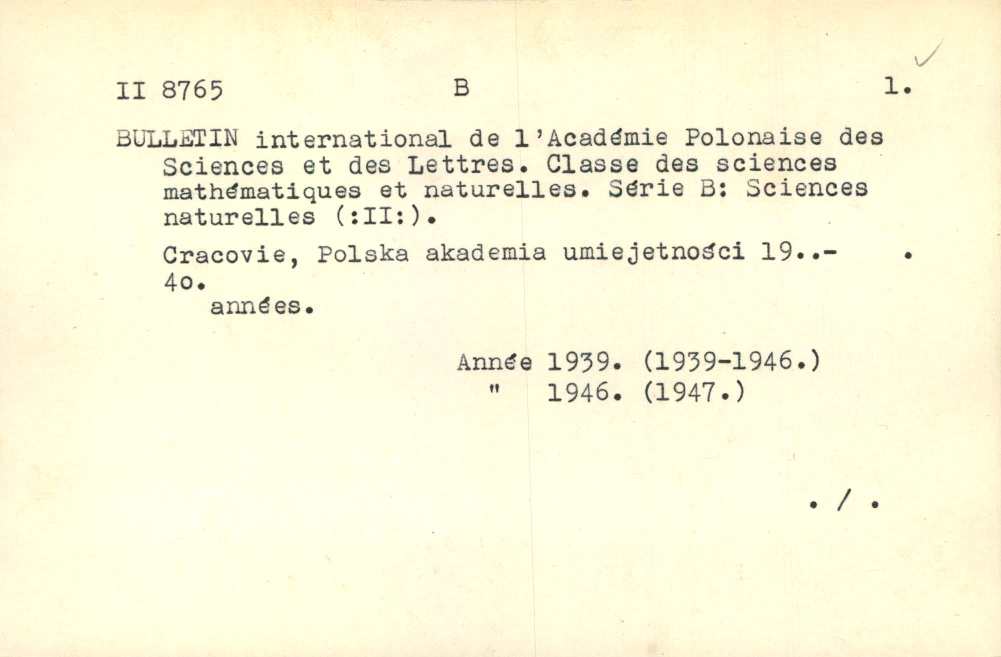 II 8765 B 1.
BULLETIN international de l'Académie Polonaise des
Sciences et des Lettres. Classe des sciences
mathématiques et naturelles. Série B: Sciences
naturelles (:II:).
Cracovie, Polska akademia umiejetności 19..- .
4o.
années.
Année 1939. (1939-1946.)
" 1946. (1947.)
. / .